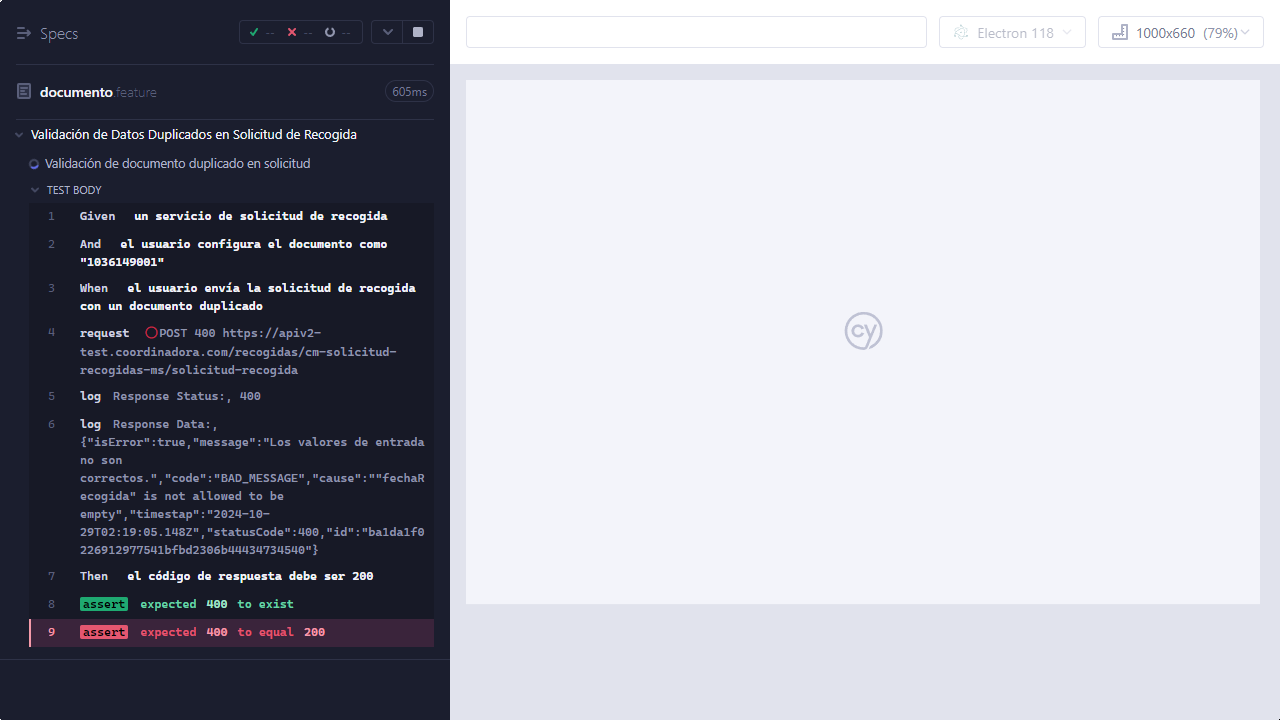 Specs
-- -- --
documento.feature
605ms
Validación de Datos Duplicados en Solicitud de Recogida
Validación de documento duplicado en solicitud
TEST BODY
1 Given un servicio de solicitud de recogida
2 And el usuario configura el documento como
"1036149001"
3 When el usuario envía la solicitud de recogida
con un documento duplicado
4 request POST 400 https://apiv2-
test.coordinadora.com/recogidas/cm-solicitud-
recogidas-ms/solicitud-recogida
5 log Response Status:, 400
6 log Response Data:,
{"isError":true,"message":"Los valores de entrada
no son
correctos.","code":"BAD_MESSAGE","cause":""fechaR
ecogida" is not allowed to be
empty","timestap":"2024-10-
29T02:19:05.148Z","statusCode":400,"id":"ba1da1f0
226912977541bfbd2306b44434734540"}
7 Then el código de respuesta debe ser 200
8 assert expected 400 to exist
9 assert expected 400 to equal 200
Electron 118
1000x660 (79%)
cy